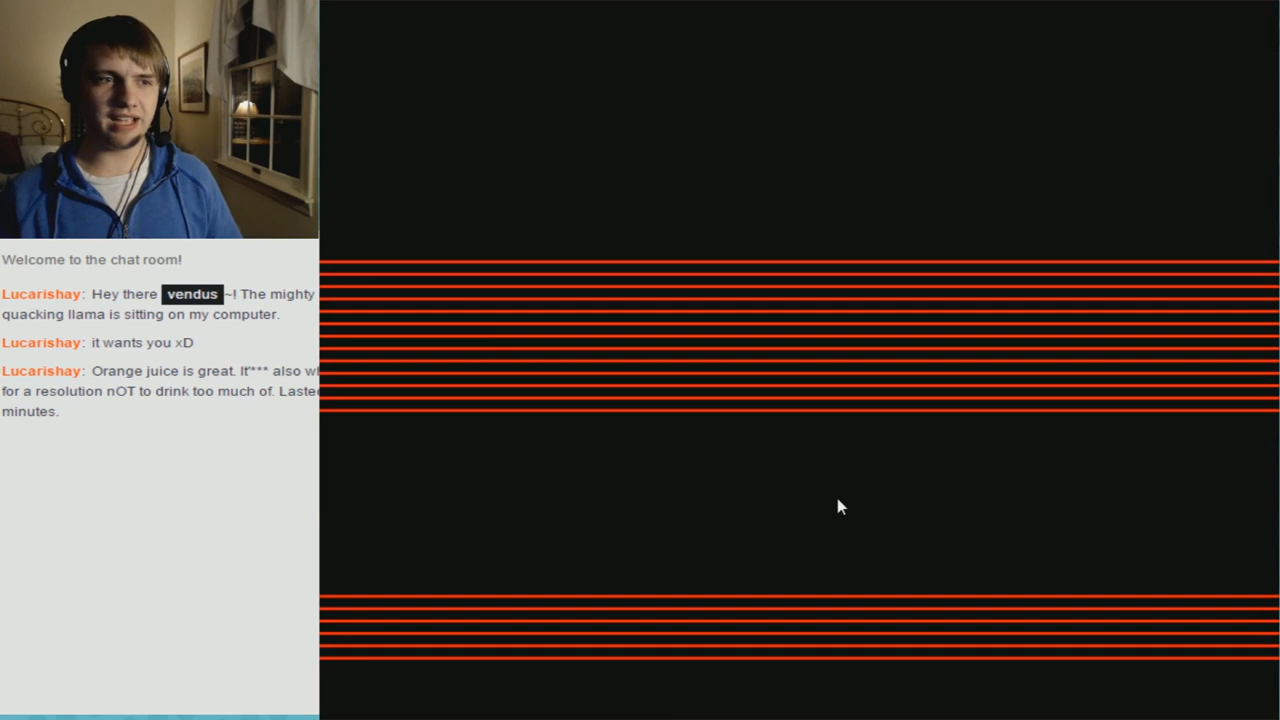 Welcome to the chat room!
Lucarishay: Hey there vendus ~! The mighty
quacking llama is sitting on my computer.
Lucarishay: it wants you xD
Lucarishay: Orange juice is great. It'*** also
for a resolution nOT to drink too much of.
minutes.